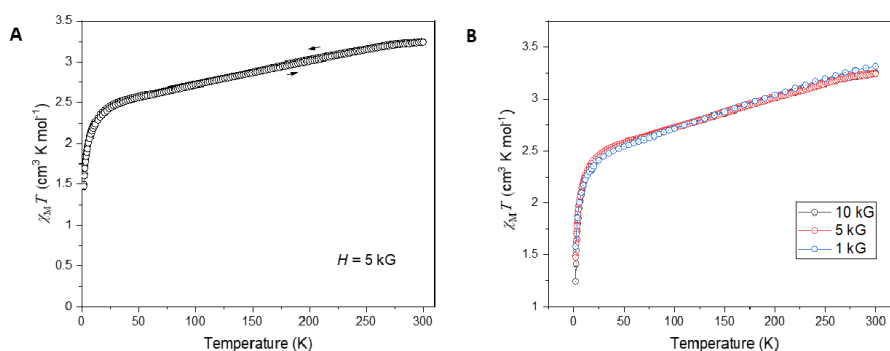 A
χMT (cm³ K mol⁻¹)
3.5
3
2.5
2
1.5
1
0.5
0
0
50
100
150
200
250
300
H = 5 kG
Temperature (K)
B
χMT (cm³ K mol⁻¹)
3.5
3
2.5
2
1.5
1
0
50
100
150
200
250
300
10 kG
5 kG
1 kG
Temperature (K)